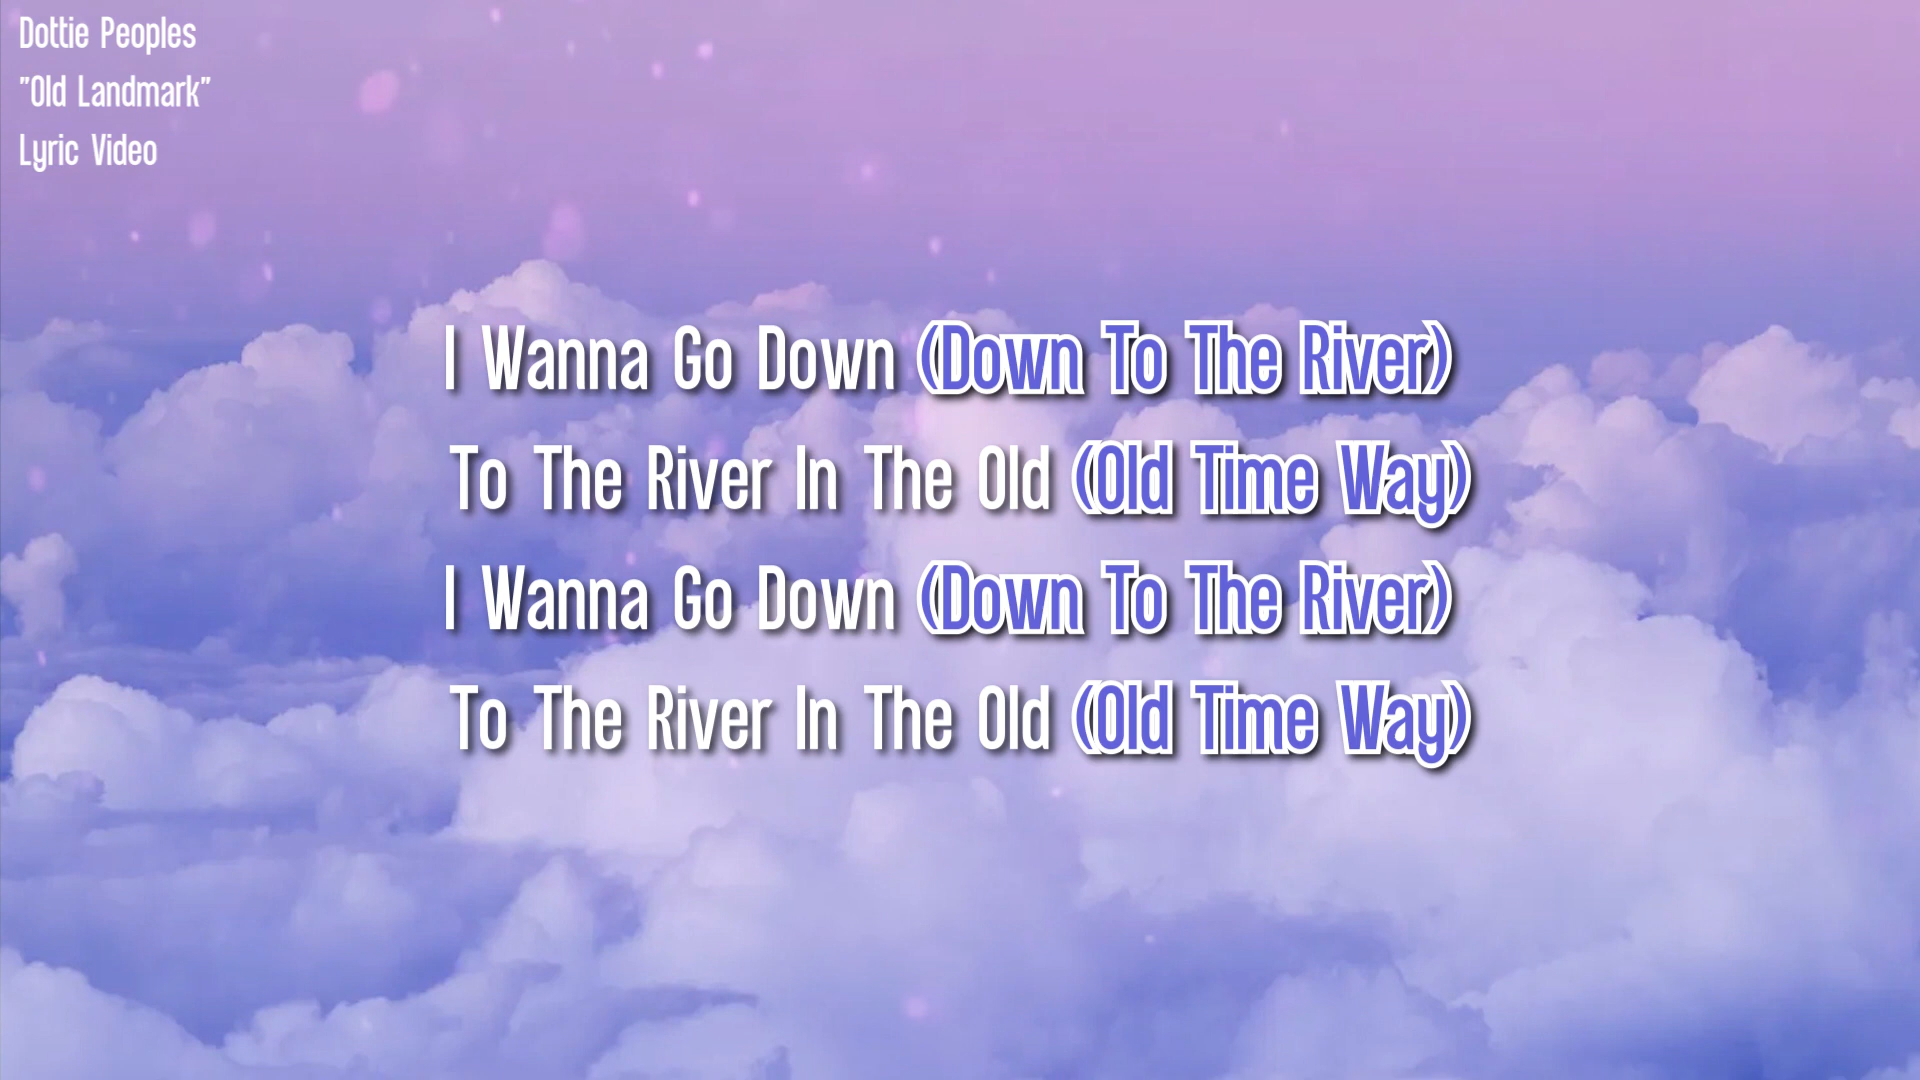 Dottie Peoples
"Old Landmark"
Lyric Video
I Wanna Go Down (Down To The River)
To The River In The Old (Old Time Way)
I Wanna Go Down (Down To The River)
To The River In The Old (Old Time Way)